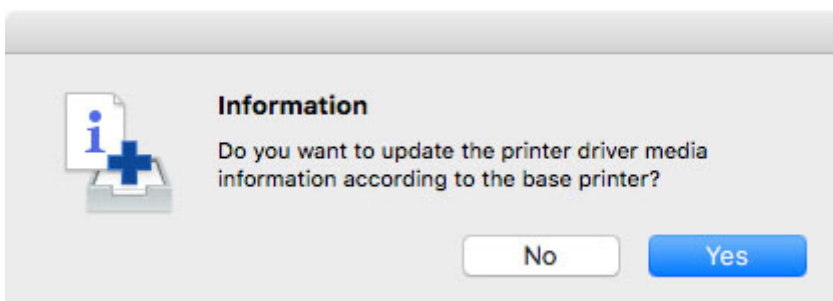 Information
Do you want to update the printer driver media
information according to the base printer?
No
Yes